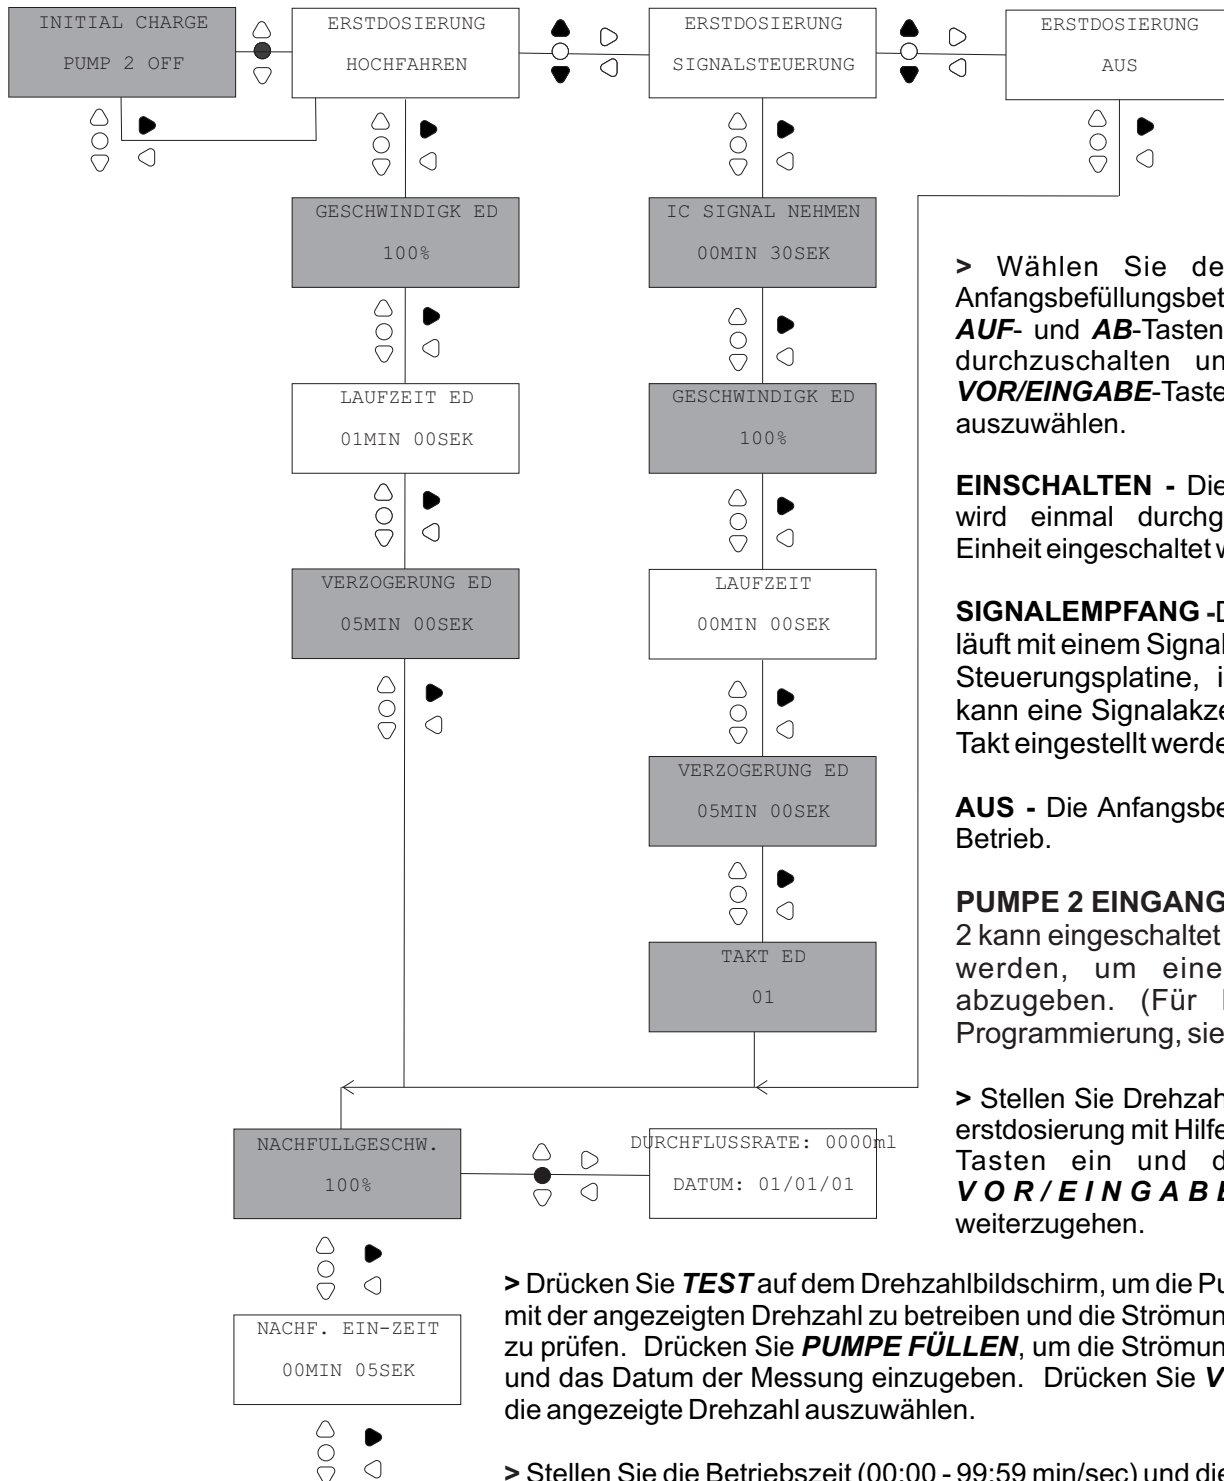 INITIAL CHARGE
PUMP 2 OFF
ERSTDOSIERUNG
HOCHFAHREN
ERSTDOSIERUNG
SIGNALSTEUERUNG
ERSTDOSIERUNG
AUS
GESCHWINDIGK ED
100%
LAUFZEIT ED
01MIN 00SEK
VERZOGERUNG ED
05MIN 00SEK
IC SIGNAL NEHMEN
00MIN 30SEK
GESCHWINDIGK ED
100%
LAUFZEIT
00MIN 00SEK
VERZOGERUNG ED
05MIN 00SEK
TAKT ED
01
> Wählen Sie de
Anfangsbefüllungsbet
AUF- und AB-Tasten
durchzuschalten un
VOR/EINGABE-Taste
auszuwählen.
EINSCHALTEN - Die
wird einmal durchg
Einheit eingeschaltet w
SIGNALEMPFANG -D
läuft mit einem Signal
Steuerungsplatine, i
kann eine Signalakze
Takt eingestellt werde
AUS - Die Anfangsbe
Betrieb.
PUMPE 2 EINGANG
2 kann eingeschaltet
werden, um eine
abzugeben. (Für
Programmierung, sie
> Stellen Sie Drehzah
erstdosierung mit Hilfe
Tasten ein und d
VOR/EINGABE
weiterzugehen.
NACHFULLGESCHW.
100%
DURCHFLUSSRATE: 0000ml
DATUM: 01/01/01
NACHF. EIN-ZEIT
00MIN 05SEK
> Drücken Sie TEST auf dem Drehzahlbildschirm, um die Pu
mit der angezeigten Drehzahl zu betreiben und die Strömun
zu prüfen. Drücken Sie PUMPE FÜLLEN, um die Strömun
und das Datum der Messung einzugeben. Drücken Sie V
die angezeigte Drehzahl auszuwählen.
> Stellen Sie die Betriebszeit (00:00 - 99:59 min/sec) und die